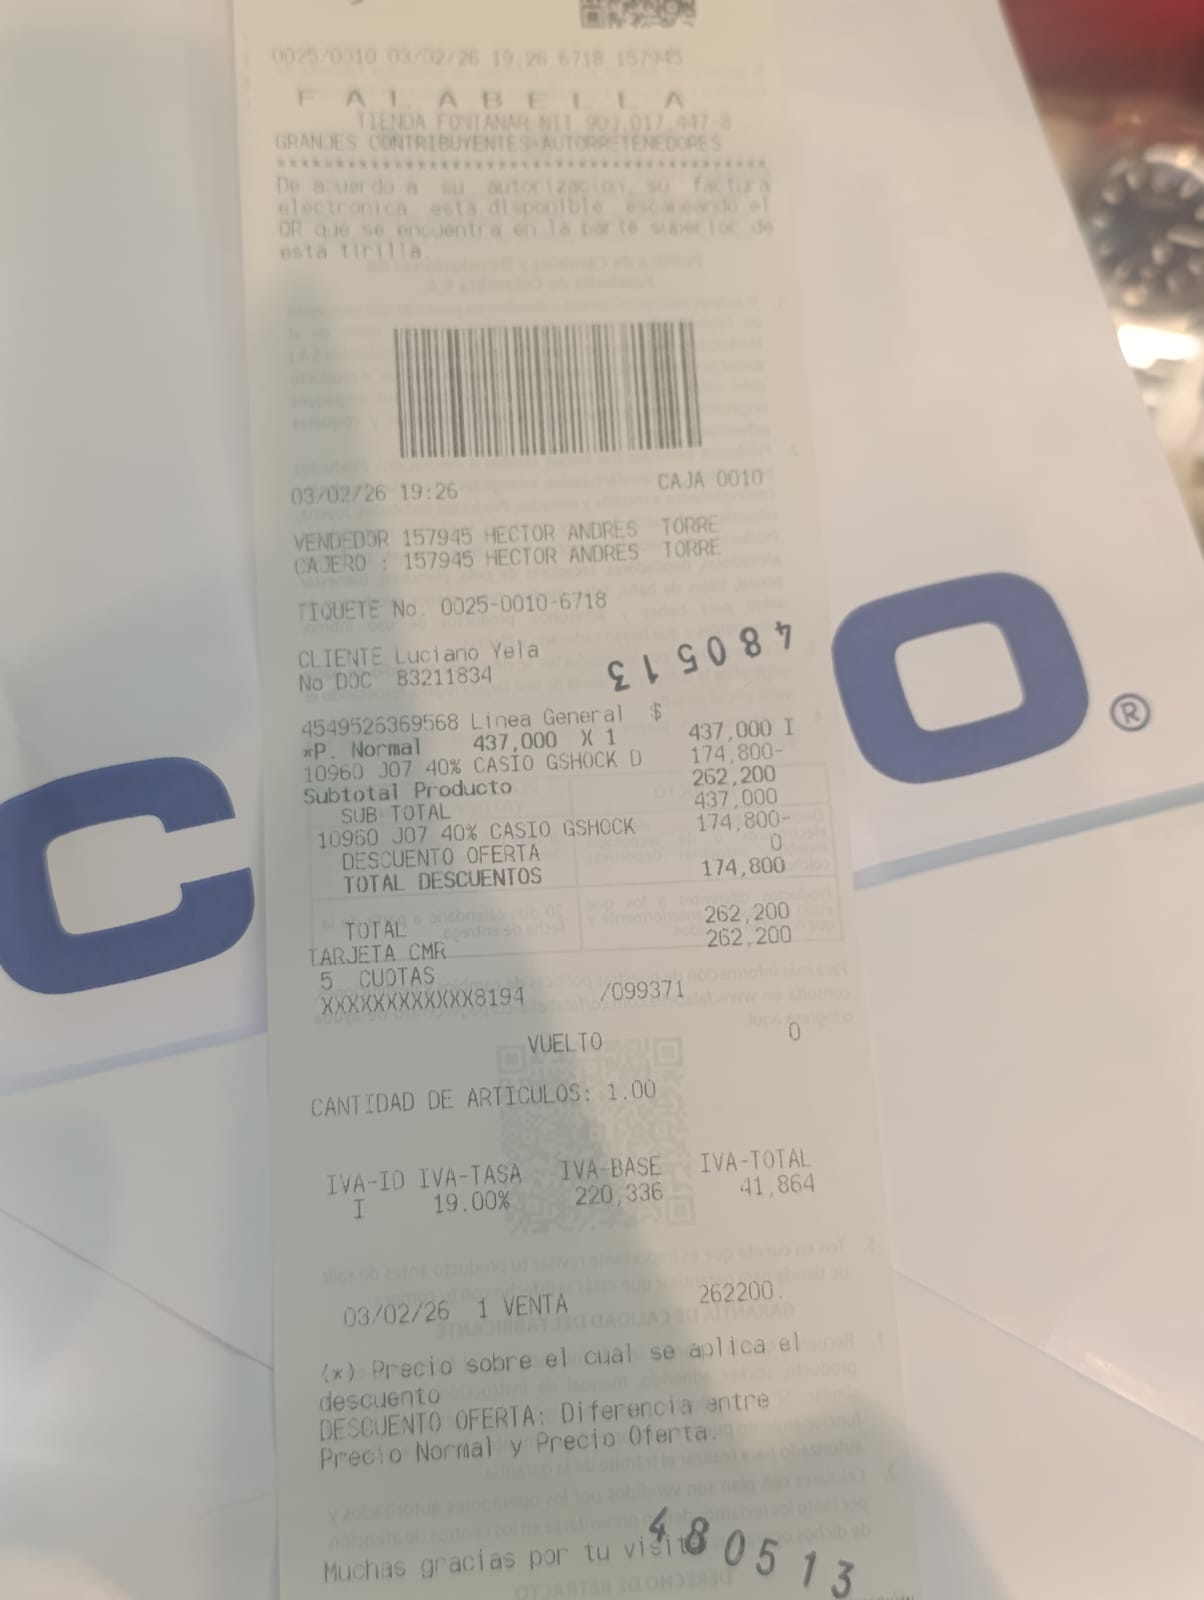 0025/0010 03/02/26 19:26 6718 157945
F A L A B E L L A
TIENDA FONTANAR NIT 900.017.447-8
GRANDES CONTRIBUYENTES-AUTORRETENEDORES
De acuerdo a su autorizacion, su factura
electronica esta disponible escaneando el
QR que se encuentra en la parte superior de
esta tirilla.
03/02/26 19:26 CAJA 0010
VENDEDOR 157945 HECTOR ANDRES TORRE
CAJERO : 157945 HECTOR ANDRES TORRE
TIQUETE No. 0025-0010-6718
CLIENTE Luciano Yela
No DOC 83211834
480513
4549526369568 Linea General $
*P. Normal 437,000 X 1 437,000 I
10960 J07 40% CASIO GSHOCK D 174,800-
Subtotal Producto 262,200
SUB TOTAL 437,000
10960 J07 40% CASIO GSHOCK 174,800-
DESCUENTO OFERTA 0
TOTAL DESCUENTOS 174,800
TOTAL 262,200
TARJETA CMR 262,200
5 CUOTAS
XXXXXXXXXXXX8194 /099371
VUELTO 0
CANTIDAD DE ARTICULOS: 1.00
IVA-ID IVA-TASA IVA-BASE IVA-TOTAL
I 19.00% 220,336 41,864
03/02/26 1 VENTA 262200.
(*) Precio sobre el cual se aplica el
descuento
DESCUENTO OFERTA: Diferencia entre
Precio Normal y Precio Oferta.
Muchas gracias por tu visit
480513
C O ®